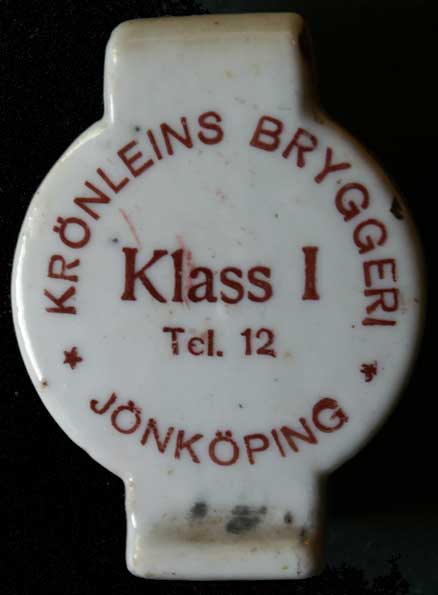 KRÖNLEINS BRYGGERI
Klass I
Tel. 12
* *
JÖNKÖPING